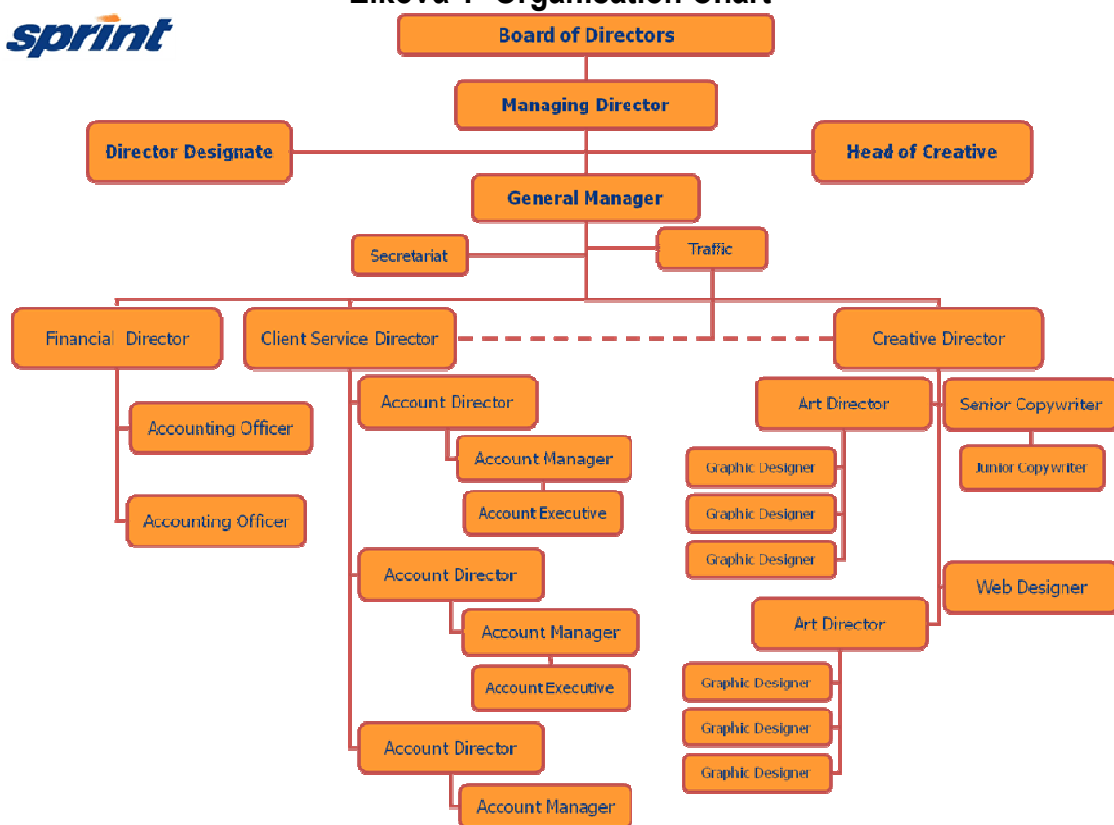 Organisation Chart
sprint
Board of Directors
Managing Director
Director Designate
Head of Creative
General Manager
Secretariat
Traffic
Financial Director
Client Service Director
Creative Director
Accounting Officer
Accounting Officer
Account Director
Account Manager
Account Executive
Account Director
Account Manager
Account Executive
Account Director
Account Manager
Art Director
Graphic Designer
Graphic Designer
Graphic Designer
Senior Copywriter
Junior Copywriter
Web Designer
Art Director
Graphic Designer
Graphic Designer
Graphic Designer